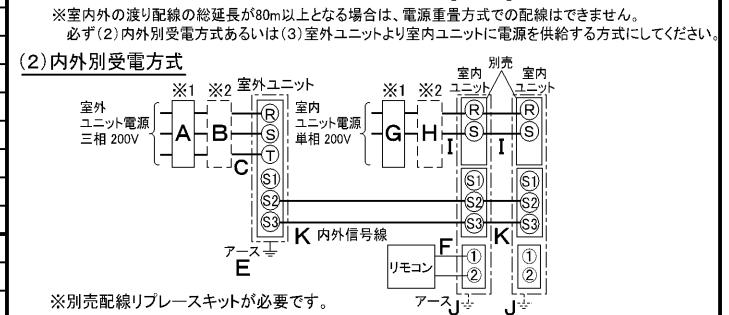 ※室内外の渡り配線の総延長が80m以上となる場合は、電源重畳方式での配線はできません。
必ず(2)内外別受電方式あるいは(3)室外ユニットより室内ユニットに電源を供給する方式にしてください。
(2)内外別受電方式
※1 ※2 室外ユニット
室外
ユニット電源
三相 200V
A
B
C
R
S
T
S1
S2
S3
アース
E
※1 ※2
室内
ユニット電源
単相 200V
G
H
室内
ユニット
別売
室内
ユニット
I
I
R
S
S1
S2
S3
R
S
S1
S2
S3
K 内外信号線
K
F
リモコン
①
②
①
②
アース
J
J
※別売配線リプレースキットが必要です。